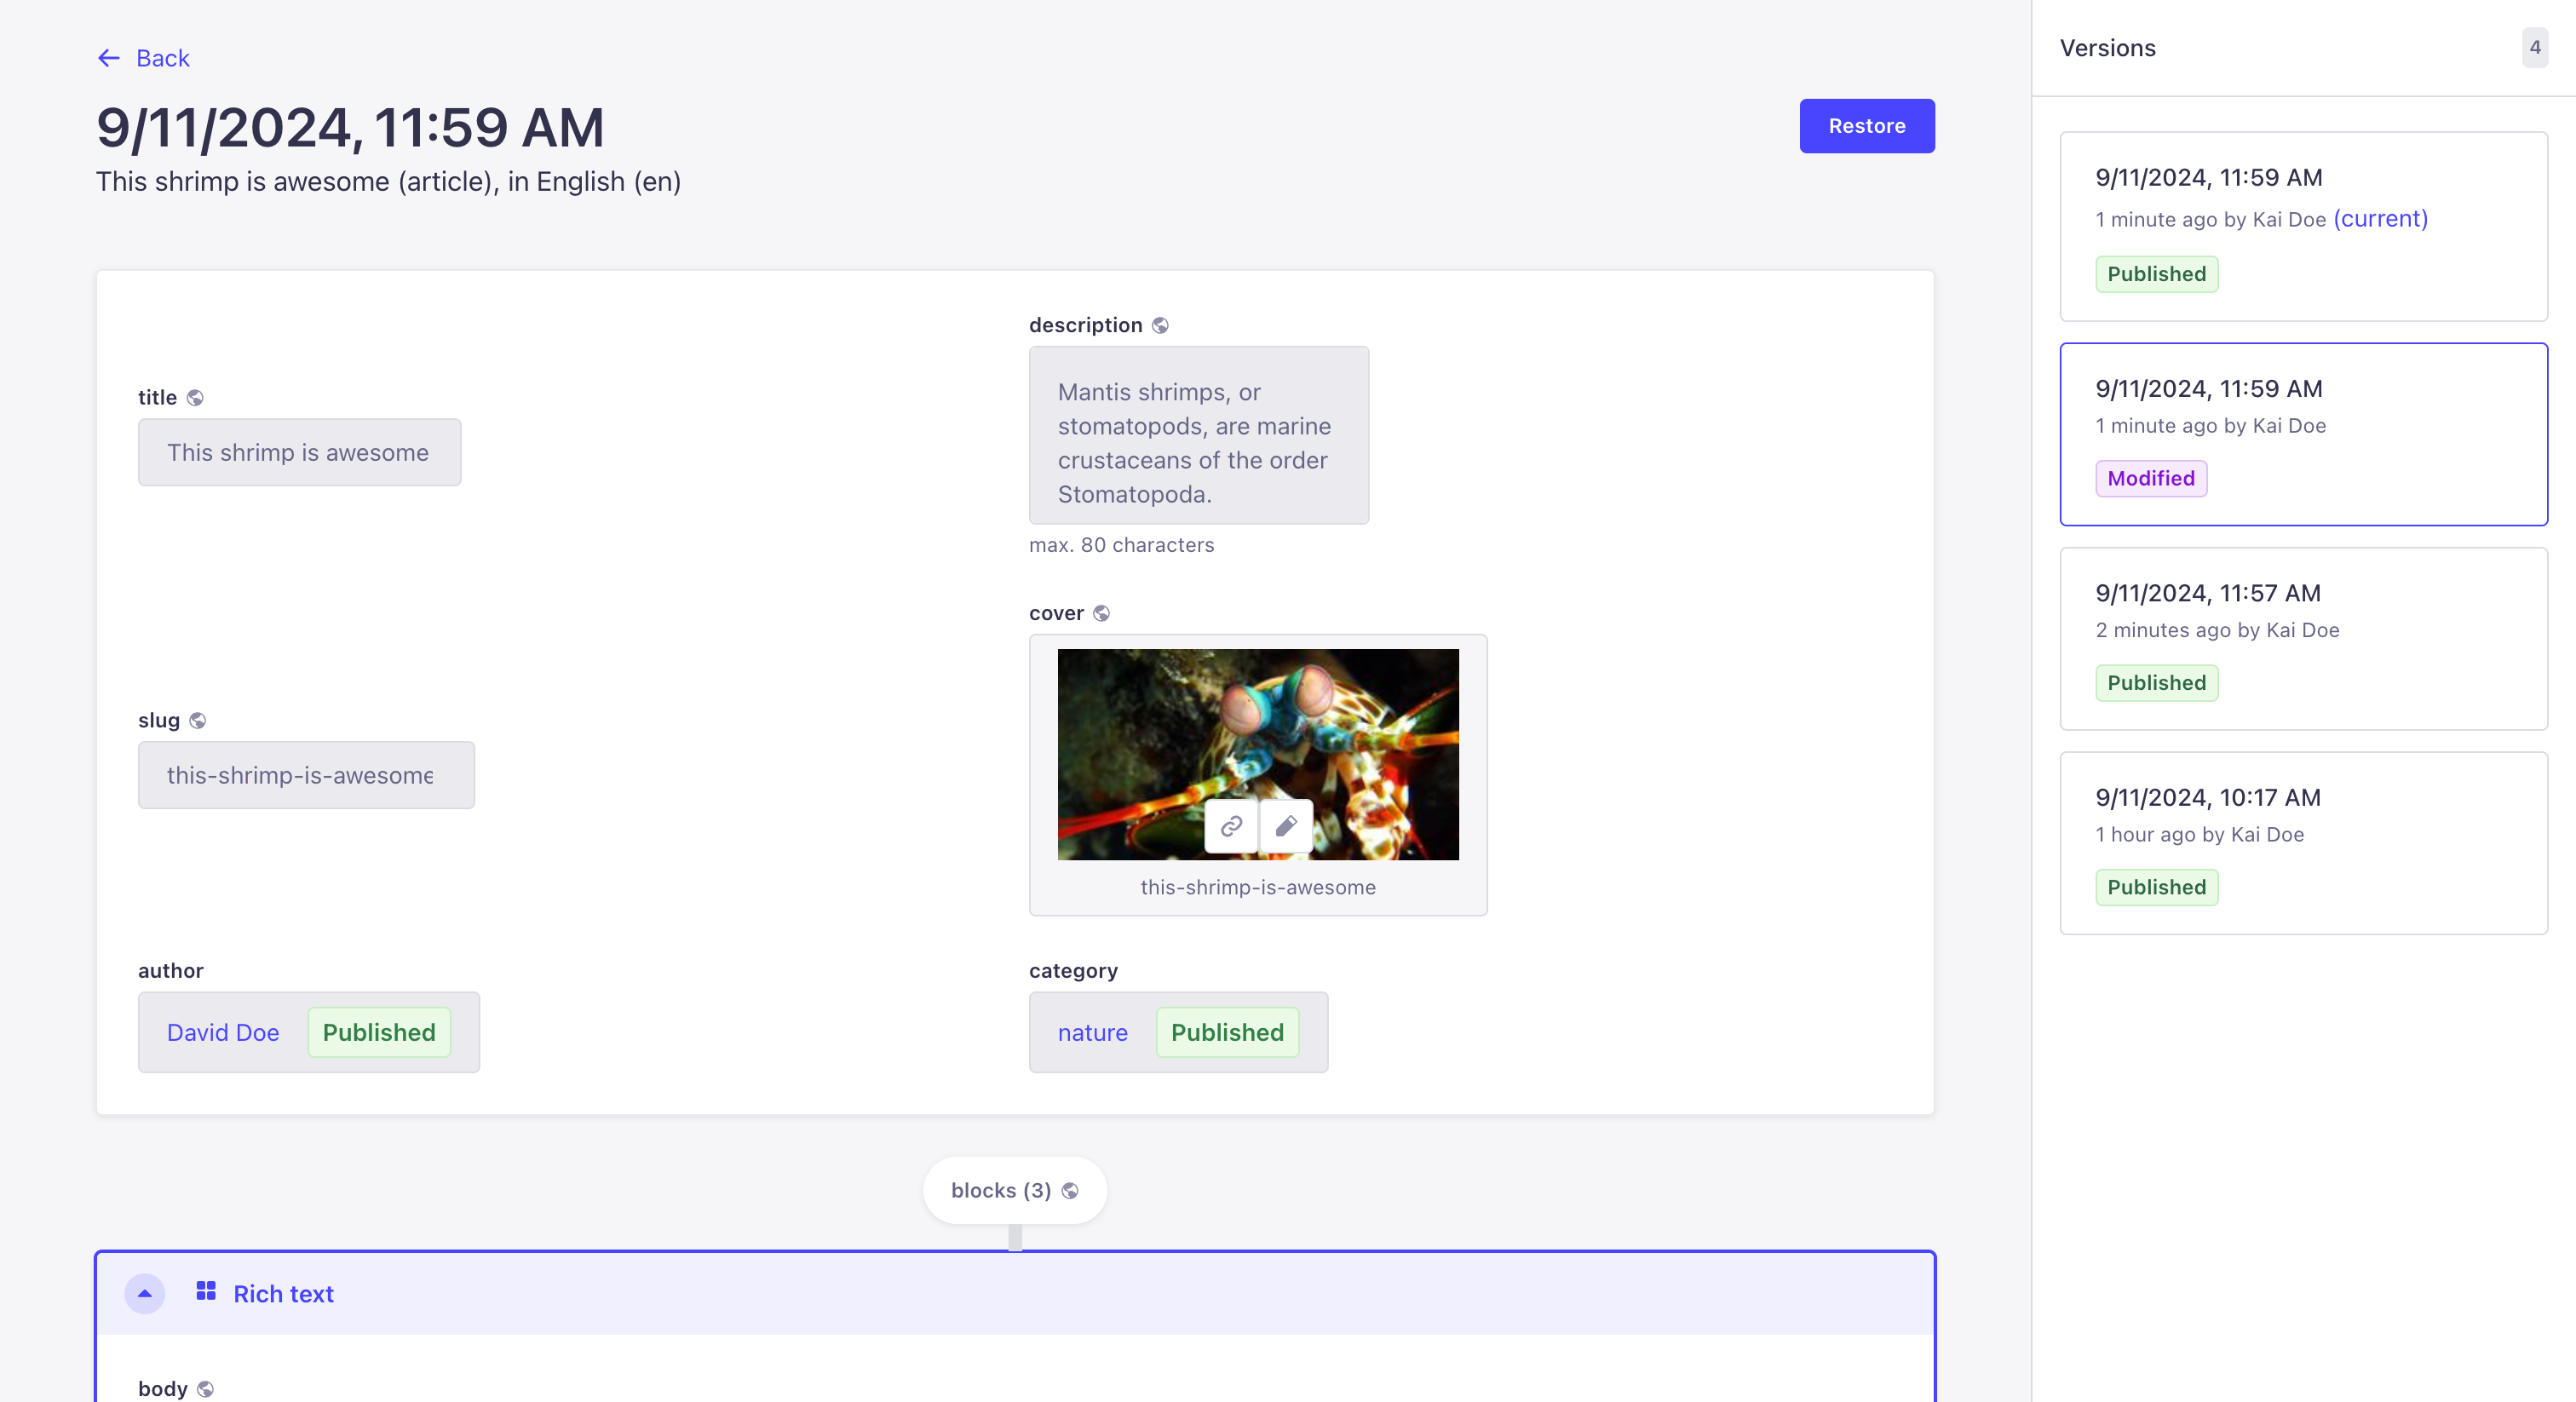 Back
9/11/2024, 11:59 AM
Restore
This shrimp is awesome (article), in English (en)
title
This shrimp is awesome
description
Mantis shrimps, or
stomatopods, are marine
crustaceans of the order
Stomatopoda.
max. 80 characters
slug
this-shrimp-is-awesome
cover
this-shrimp-is-awesome
author
David Doe Published
category
nature Published
blocks (3)
Rich text
body
Versions 4
9/11/2024, 11:59 AM
1 minute ago by Kai Doe (current)
Published
9/11/2024, 11:59 AM
1 minute ago by Kai Doe
Modified
9/11/2024, 11:57 AM
2 minutes ago by Kai Doe
Published
9/11/2024, 10:17 AM
1 hour ago by Kai Doe
Published